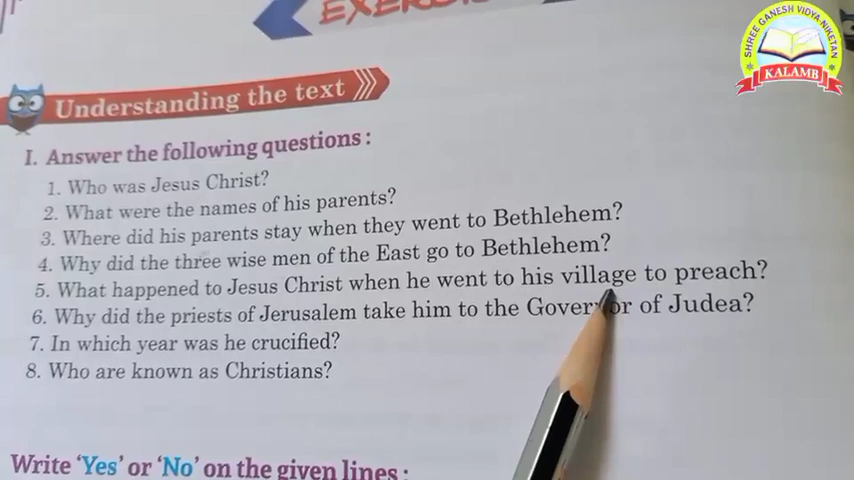 EXERCIS
SHREE GANESH VIDYA NIKETAN
KALAMB
Understanding the text
I. Answer the following questions :
1. Who was Jesus Christ?
2. What were the names of his parents?
3. Where did his parents stay when they went to Bethlehem?
4. Why did the three wise men of the East go to Bethlehem?
5. What happened to Jesus Christ when he went to his village to preach?
6. Why did the priests of Jerusalem take him to the Governor of Judea?
7. In which year was he crucified?
8. Who are known as Christians?
Write 'Yes' or 'No' on the given lines :